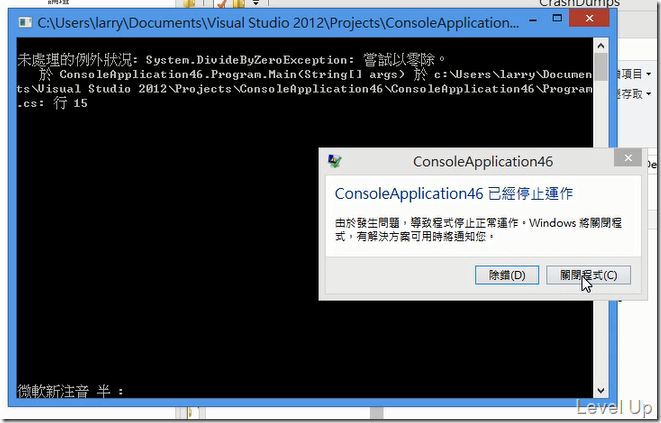 論壇
CrashDumps
C:\Users\larry\Documents\Visual Studio 2012\Projects\ConsoleApplication...
未處理的例外狀況: System.DivideByZeroException: 嘗試以零除。
於 ConsoleApplication46.Program.Main(String[] args) 於 c:\Users\larry\Documen
ts\Visual Studio 2012\Projects\ConsoleApplication46\ConsoleApplication46\Program
.cs: 行 15
項目
存取
ConsoleApplication46
De
ConsoleApplication46 已經停止運作
由於發生問題，導致程式停止正常運作。Windows 將關閉程
式，有解決方案可用時將通知您。
除錯(D)
關閉程式(C)
微軟新注音 半 :
Level Up